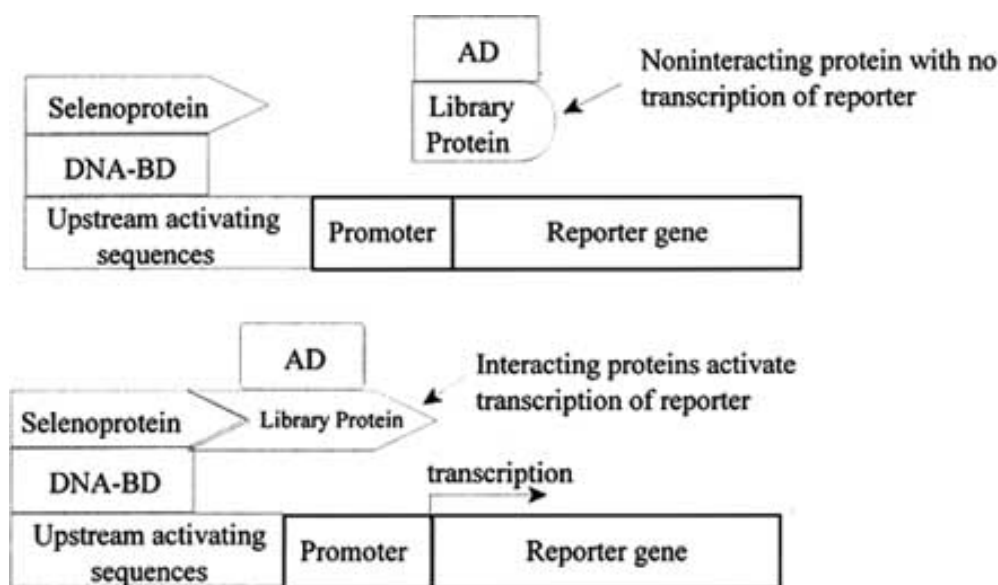 AD
Noninteracting protein with no
transcription of reporter
Selenoprotein
Library
Protein
DNA-BD
Upstream activating
sequences
Promoter
Reporter gene
AD
Interacting proteins activate
transcription of reporter
Selenoprotein
Library Protein
DNA-BD
transcription
Upstream activating
sequences
Promoter
Reporter gene